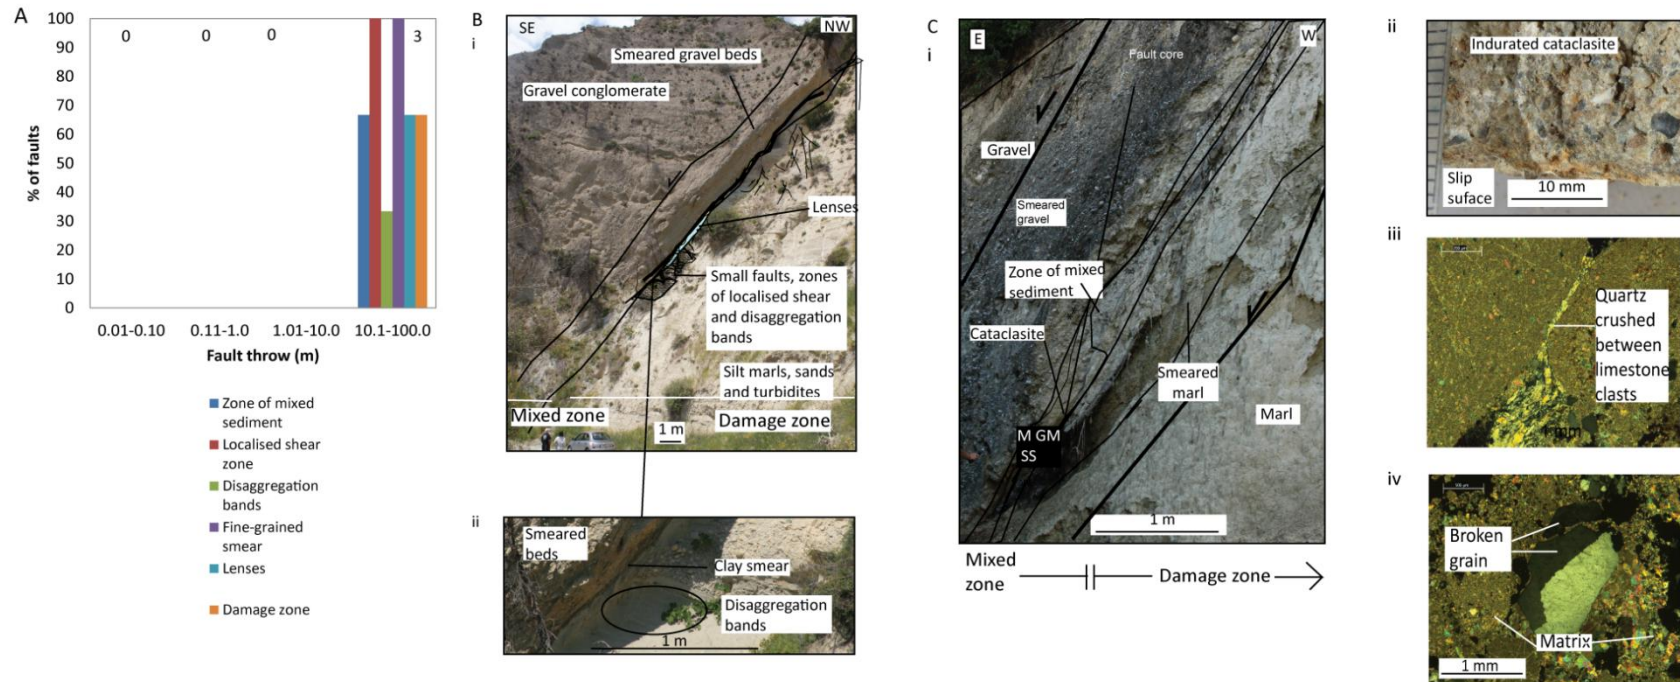 A
% of faults
100
90
80
70
60
50
40
30
20
10
0
0
0
0
3
0.01-0.10
0.11-1.0
1.01-10.0
10.1-100.0
Fault throw (m)
Zone of mixed
sediment
Localised shear
zone
Disaggregation
bands
Fine-grained
smear
Lenses
Damage zone
B
i
SE
NW
Smeared gravel beds
Gravel conglomerate
Lenses
Small faults, zones
of localised shear
and disaggregation
bands
Silt marls, sands
and turbidites
Mixed zone
Damage zone
1 m
ii
Smeared
beds
Clay smear
Disaggregation
bands
1 m
C
i
E
W
Fault core
Gravel
Smeared
gravel
Zone of mixed
sediment
Cataclasite
Smeared
marl
Marl
M GM
SS
1 m
Mixed
zone
Damage zone
ii
Indurated cataclasite
Slip
suface
10 mm
iii
Quartz
crushed
between
limestone
clasts
1 mm
iv
Broken
grain
Matrix
1 mm